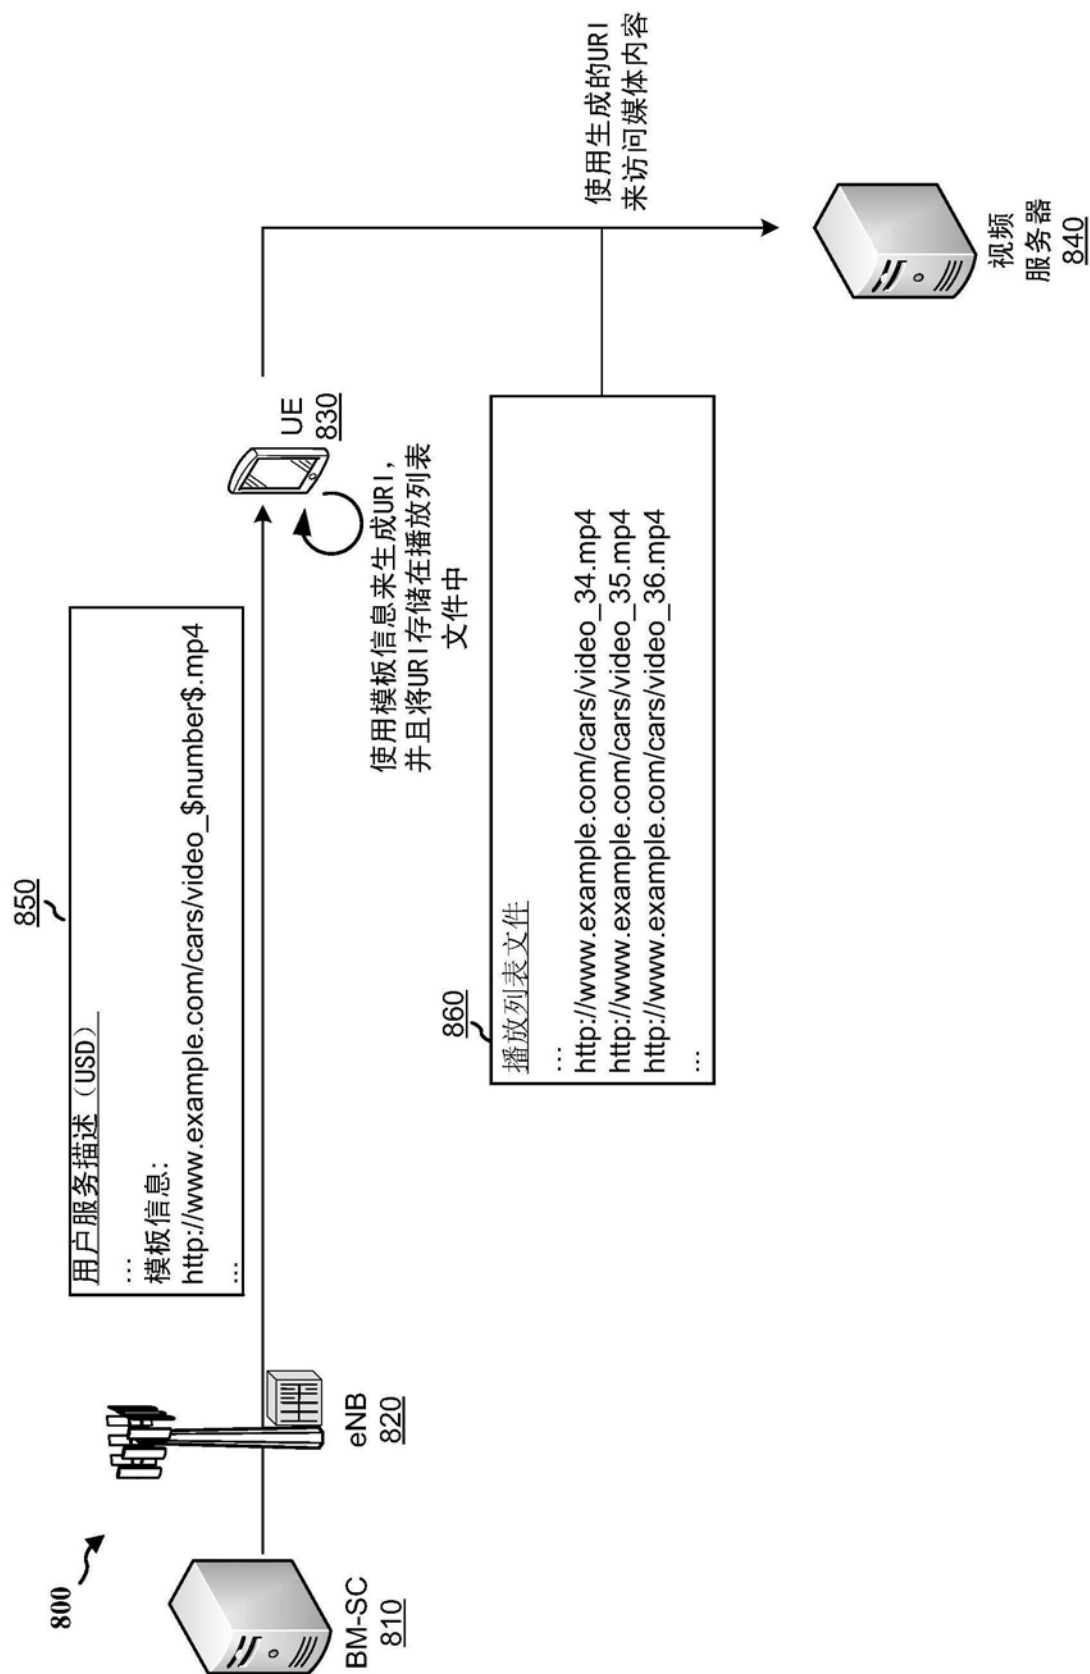 800
BM-SC
810
eNB
820
850
用户服务描述（USD）
...
模板信息：
http://www.example.com/cars/video_$number$.mp4
...
UE
830
使用模板信息来生成URI，
并且将URI存储在播放列表
文件中
860
播放列表文件
...
http://www.example.com/cars/video_34.mp4
http://www.example.com/cars/video_35.mp4
http://www.example.com/cars/video_36.mp4
...
使用生成的URI
来访问媒体内容
视频
服务器
840